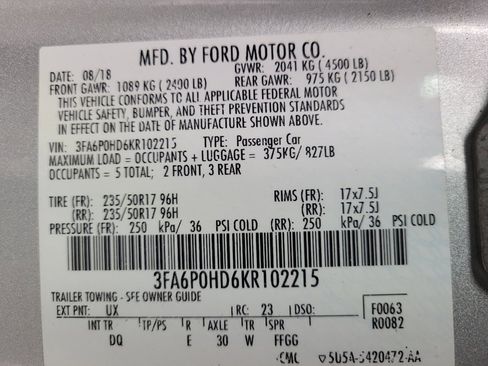 MFD. BY FORD MOTOR CO.
DATE: 08/18 GVWR: 2041 KG (4500 LB)
FRONT GAWR: 1089 KG (2400 LB) REAR GAWR: 975 KG (2150 LB)
THIS VEHICLE CONFORMS TO ALL APPLICABLE FEDERAL MOTOR
VEHICLE SAFETY, BUMPER, AND THEFT PREVENTION STANDARDS
IN EFFECT ON THE DATE OF MANUFACTURE SHOWN ABOVE.
VIN: 3FA6P0HD6KR102215 TYPE: Passenger Car
MAXIMUM LOAD = OCCUPANTS + LUGGAGE = 375KG/ 827LB
OCCUPANTS = 5 TOTAL; 2 FRONT, 3 REAR
TIRE (FR): 235/50R17 96H RIMS (FR): 17x7.5J
(RR): 235/50R17 96H (RR): 17x7.5J
PRESSURE (FR): 250 kPa/ 36 PSI COLD (RR): 250 kPa/ 36 PSI COLD
3FA6P0HD6KR102215
TRAILER TOWING - SEE OWNER GUIDE
EXT PNT: UX RC: 23 DSO: F0063
R0082
INT TR TP/PS R AXLE TR SPR
DQ E 30 W FFGG
CMC